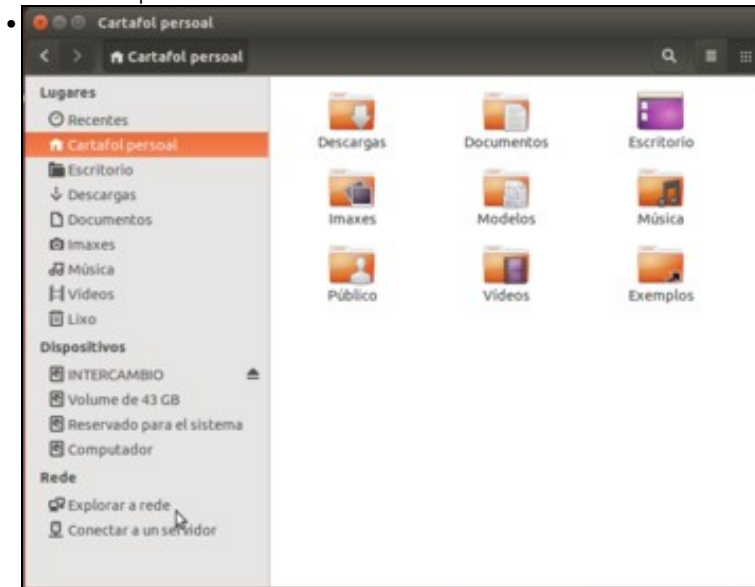 Cartafol persoal
Cartafol persoal
Lugares
Recentes
Cartafol persoal
Escritorio
Descargas
Documentos
Imaxes
Música
Vídeos
Lixo
Dispositivos
INTERCAMBIO
Volume de 43 GB
Reservado para el sistema
Computador
Rede
Explorar a rede
Conectar a un servidor
Descargas Documentos Escritorio
Imaxes Modelos Música
Público Vídeos Exemplos